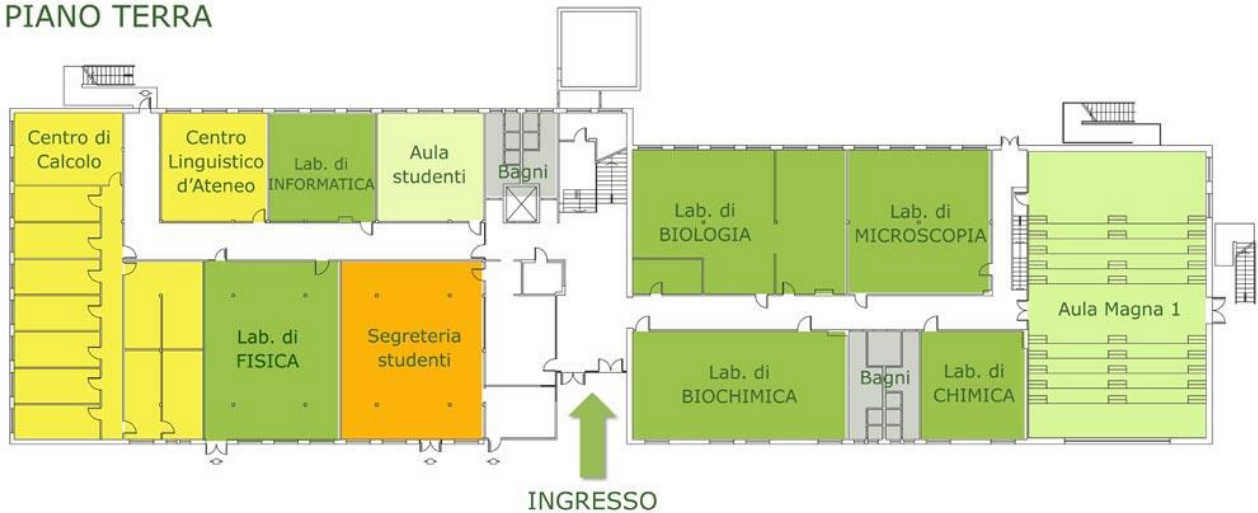 PIANO TERRA
Centro di
Calcolo
Centro
Linguistico
d'Ateneo
Lab. di
INFORMATICA
Aula
studenti
Bagni
Lab. di
BIOLOGIA
Lab. di
MICROSCOPIA
Aula Magna 1
Lab. di
FISICA
Segreteria
studenti
Lab. di
BIOCHIMICA
Bagni
Lab. di
CHIMICA
INGRESSO